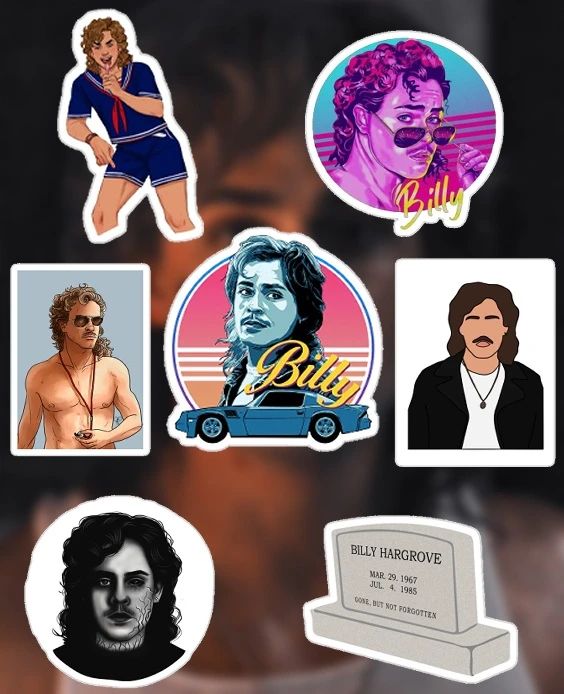 Billy
Billy
BILLY HARGROVE
MAR. 29. 1967
JUL. 4. 1985
GONE, BUT NOT FORGOTTEN